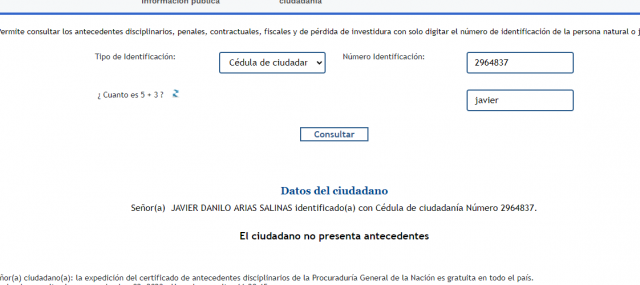 información pública ciudadanía
Permite consultar los antecedentes disciplinarios, penales, contractuales, fiscales y de pérdida de investidura con solo digitar el número de identificación de la persona natural o j
Tipo de Identificación: Cédula de ciudadar Número Identificación: 2964837
¿ Cuanto es 5 + 3 ? javier
Consultar
Datos del ciudadano
Señor(a) JAVIER DANILO ARIAS SALINAS identificado(a) con Cédula de ciudadanía Número 2964837.
El ciudadano no presenta antecedentes
ñor(a) ciudadano(a): la expedición del certificado de antecedentes disciplinarios de la Procuraduría General de la Nación es gratuita en todo el país.